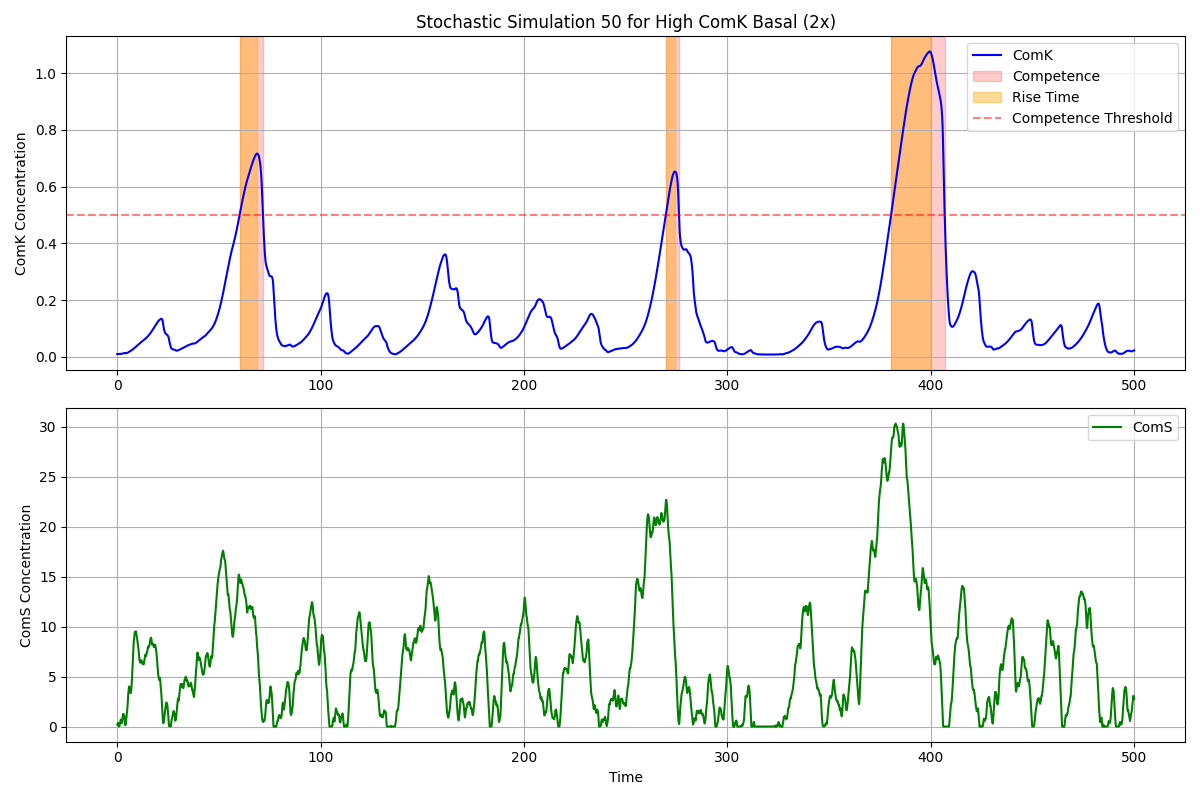 Stochastic Simulation 50 for High ComK Basal (2x)
ComK Concentration
1.0
0.8
0.6
0.4
0.2
0.0
ComK
Competence
Rise Time
Competence Threshold
0 100 200 300 400 500
ComS Concentration
30
25
20
15
10
5
0
ComS
0 100 200 300 400 500
Time